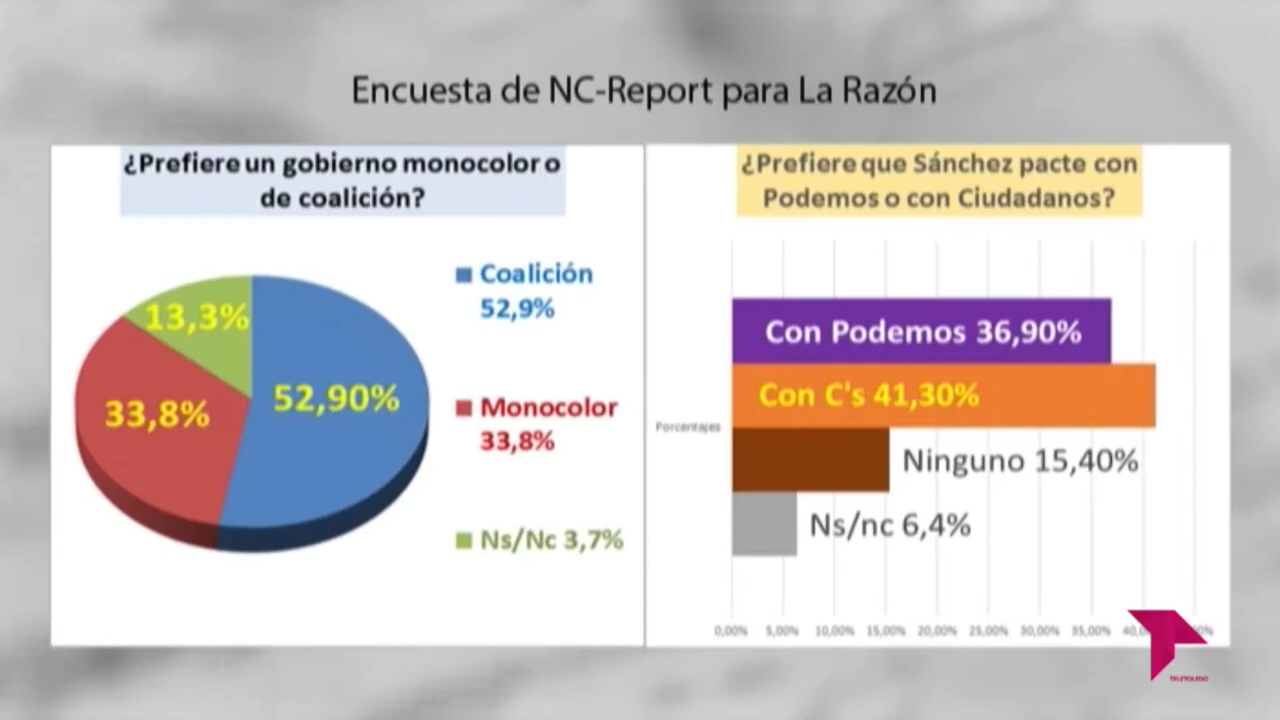 Encuesta de NC-Report para La Razón
¿Prefiere un gobierno monocolor o
de coalición?
13,3%
33,8%
52,90%
Coalición
52,9%
Monocolor
33,8%
Ns/Nc 3,7%
¿Prefiere que Sánchez pacte con
Podemos o con Ciudadanos?
Con Podemos 36,90%
Con C's 41,30%
Porcentajes
Ninguno 15,40%
Ns/nc 6,4%
0,00% 5,00% 10,00% 15,00% 20,00% 25,00% 30,00% 35,00%
TELETOLEDO